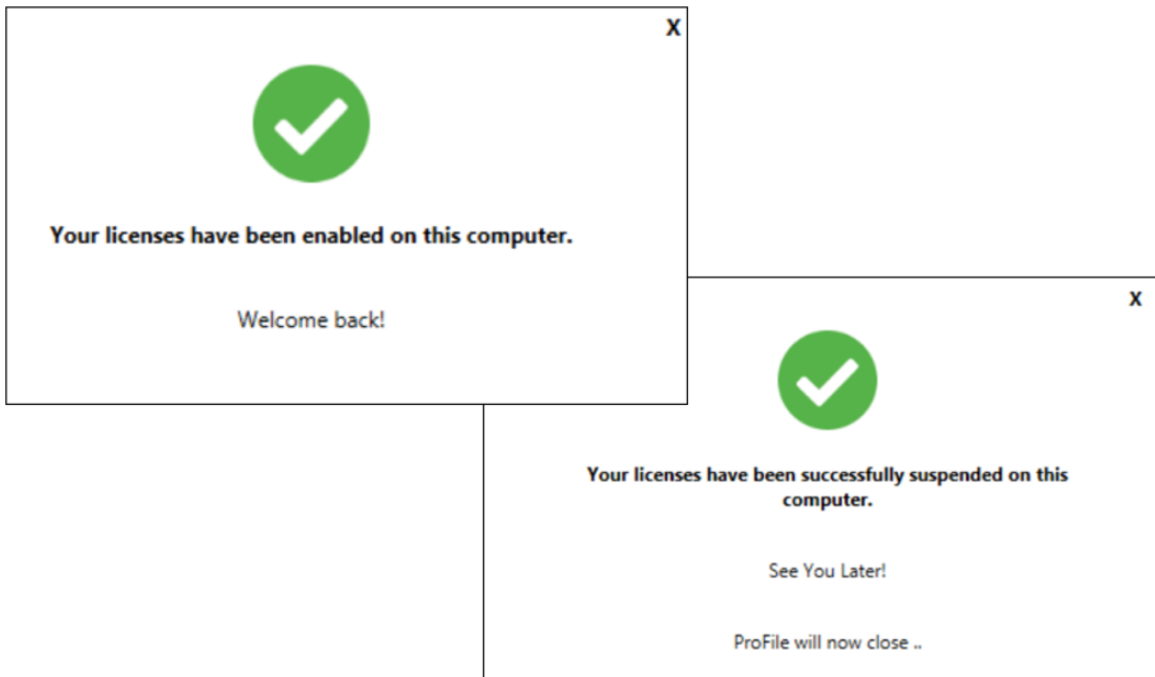 X
Your licenses have been enabled on this computer.
Welcome back!
X
Your licenses have been successfully suspended on this
computer.
See You Later!
ProFile will now close ..